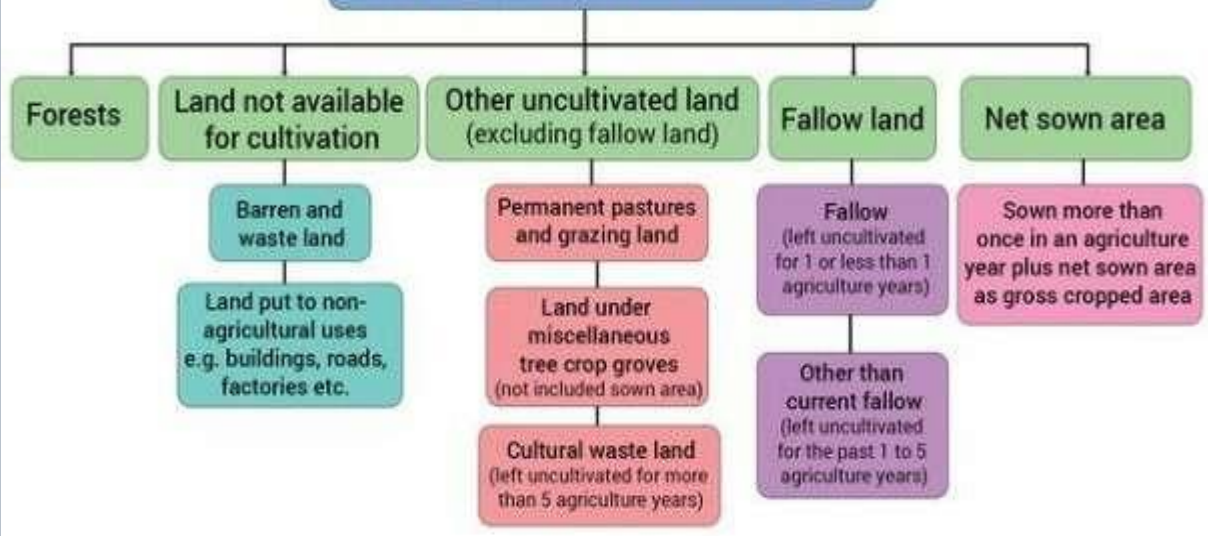 Forests
Land not available
for cultivation
Other uncultivated land
(excluding fallow land)
Fallow land
Net sown area
Barren and
waste land
Land put to non-
agricultural uses
e.g. buildings, roads,
factories etc.
Permanent pastures
and grazing land
Land under
miscellaneous
tree crop groves
(not included sown area)
Cultural waste land
(left uncultivated for more
than 5 agriculture years)
Fallow
(left uncultivated
for 1 or less than 1
agriculture years)
Other than
current fallow
(left uncultivated
for the past 1 to 5
agriculture years)
Sown more than
once in an agriculture
year plus net sown area
as gross cropped area